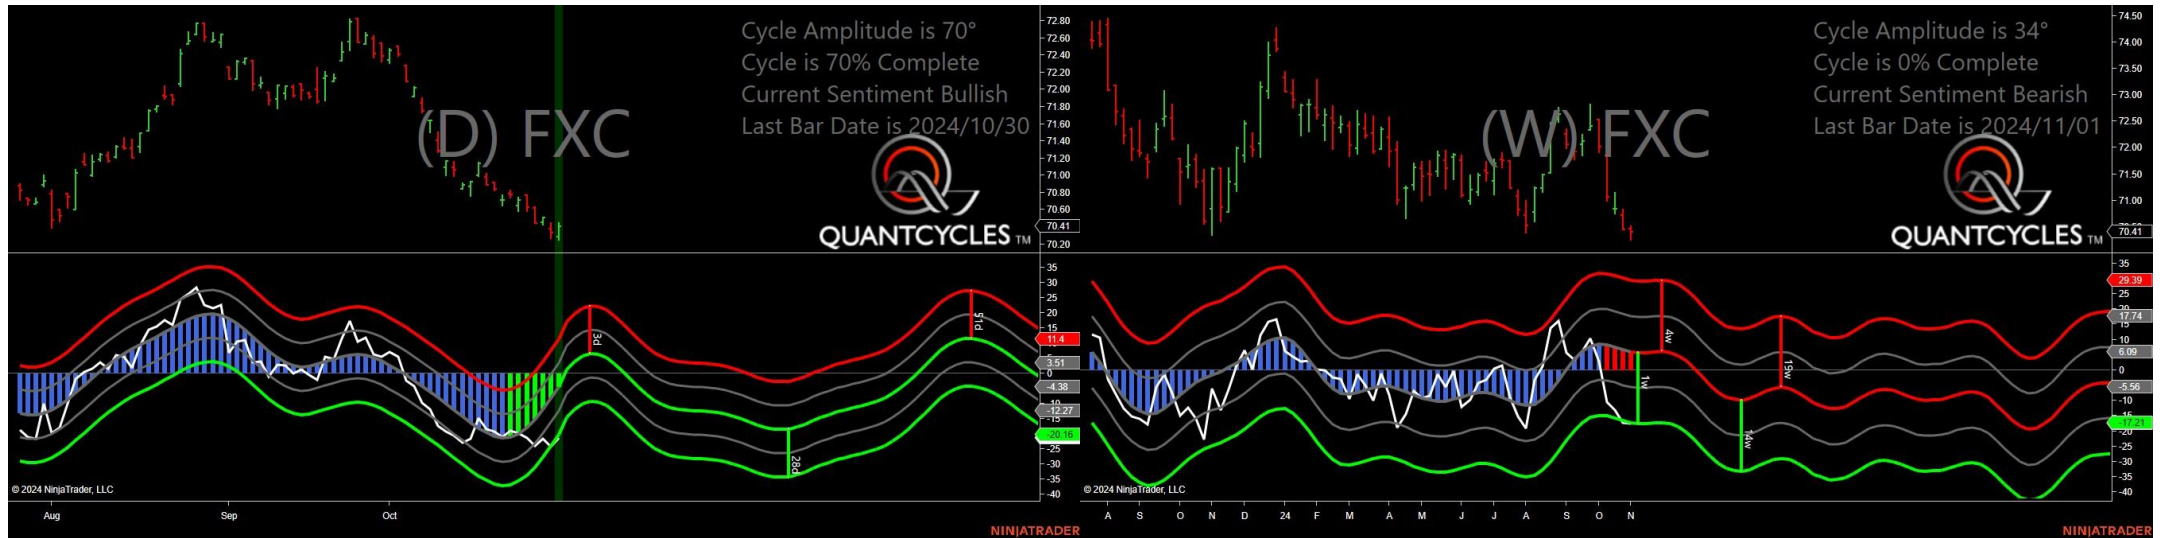 Cycle Amplitude is 70°
Cycle is 70% Complete
Current Sentiment Bullish
Last Bar Date is 2024/10/30
(D) FXC
QUANTCYCLES TM
72.80
72.60
72.40
72.20
72.00
71.80
71.60
71.40
71.20
71.00
70.80
70.60
70.41
70.20
35
30
25
20
15
11.4
5
3.51
0
-4.38
-10
-12.27
-15
-20.16
-25
-30
-35
-40
3d
28d
51d
© 2024 NinjaTrader, LLC
Aug
Sep
Oct
NINJATRADER
Cycle Amplitude is 34°
Cycle is 0% Complete
Current Sentiment Bearish
Last Bar Date is 2024/11/01
(W) FXC
QUANTCYCLES TM
74.50
74.00
73.50
73.00
72.50
72.00
71.50
71.00
70.41
35
29.39
25
17.74
15
10
6.09
0
-5.56
-10
-15
-17.21
-20
-25
-30
-35
-40
1w
4w
14w
19w
© 2024 NinjaTrader, LLC
A
S
O
N
D
24
F
M
A
M
J
J
A
S
O
N
NINJATRADER